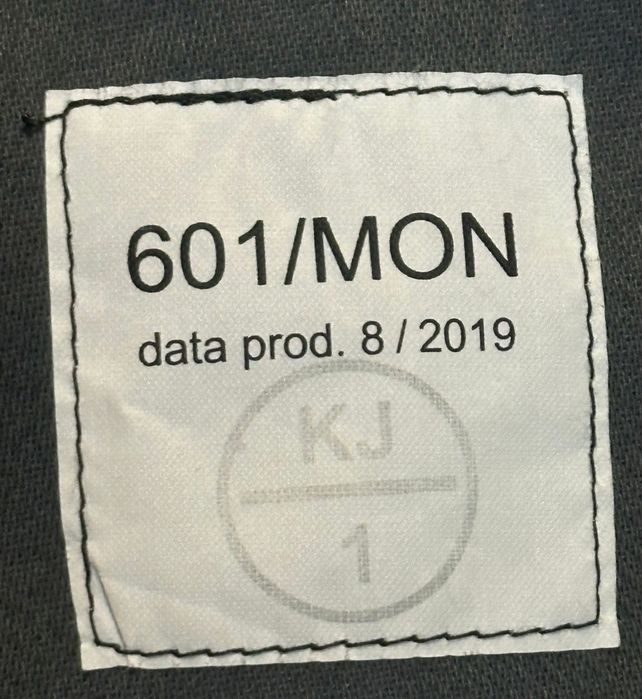 601/MON
data prod. 8 / 2019
KJ
1